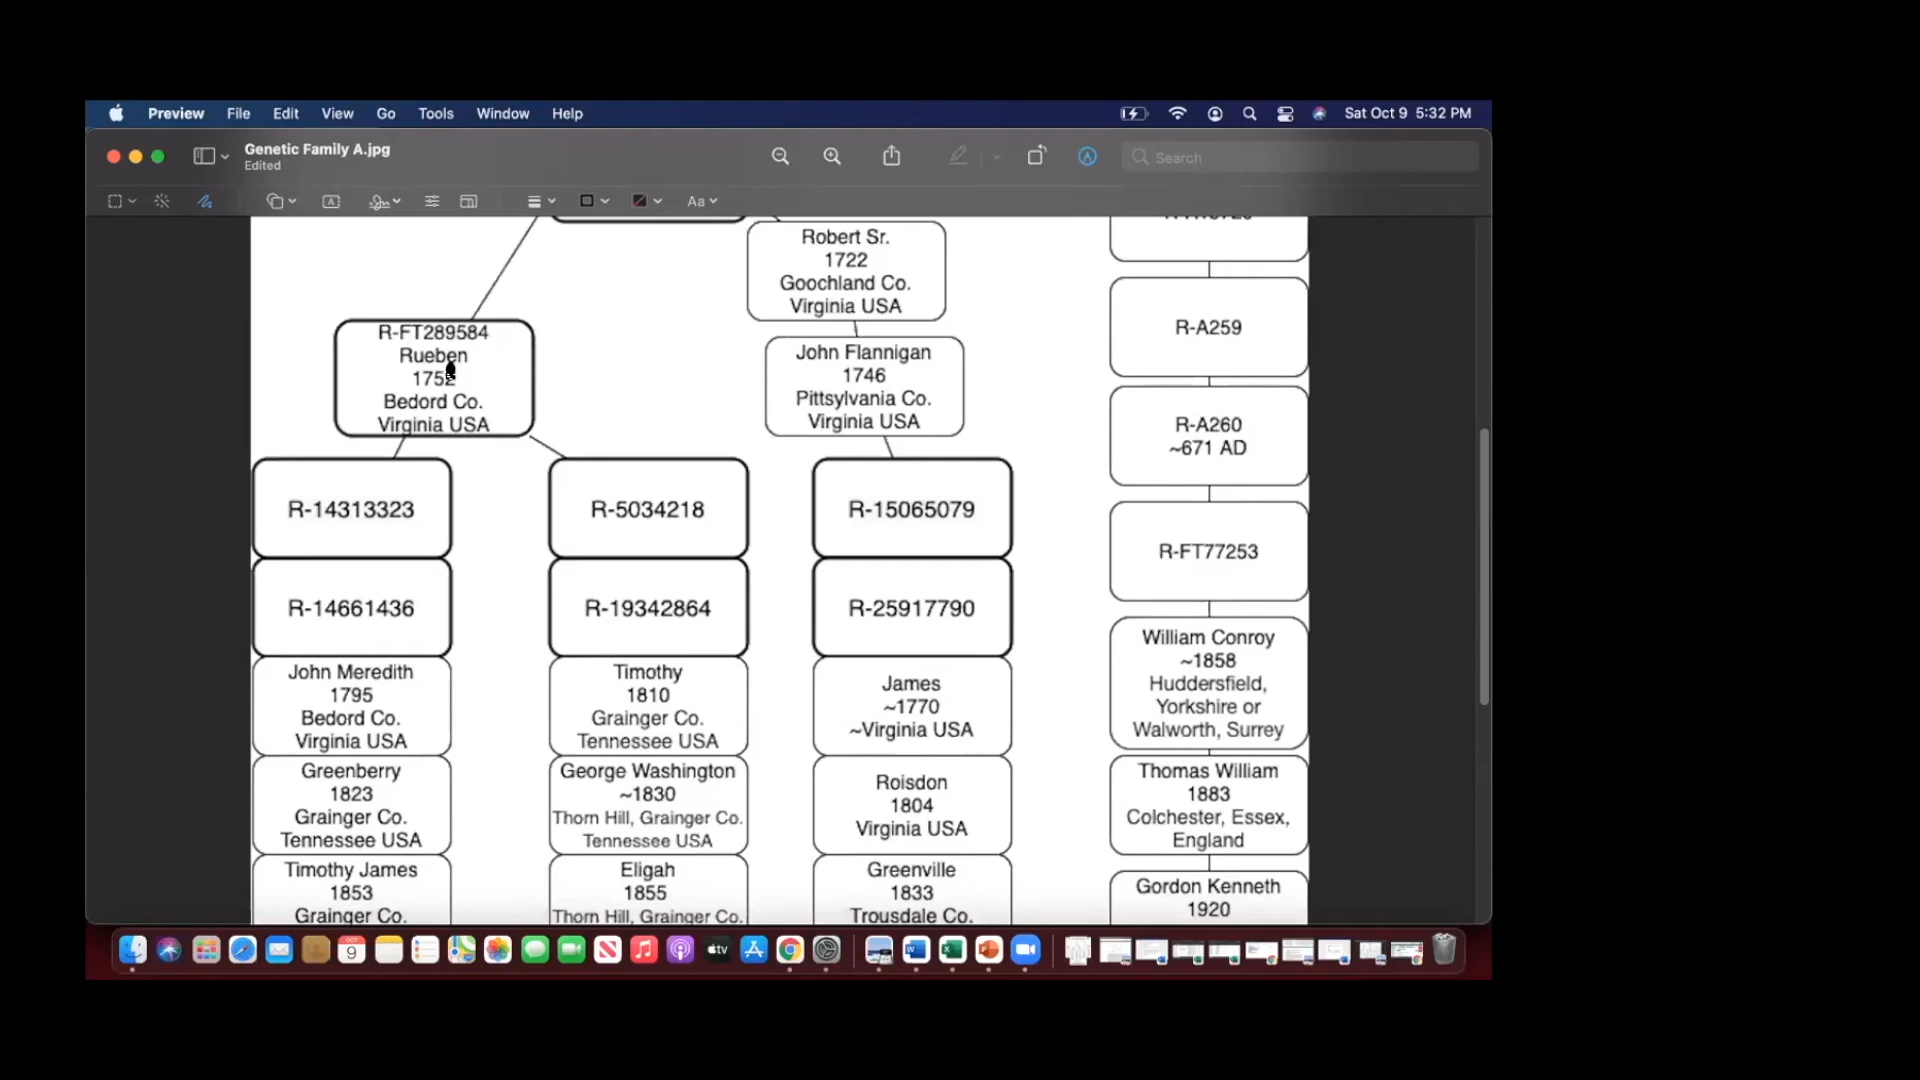 Preview File Edit View Go Tools Window Help
Sat Oct 9 5:32 PM
Genetic Family A.jpg
Edited
Search
A
Aa
Robert Sr.
1722
Goochland Co.
Virginia USA
R-A259
R-FT289584
Rueben
1752
Bedord Co.
Virginia USA
John Flannigan
1746
Pittsylvania Co.
Virginia USA
R-A260
~671 AD
R-14313323
R-5034218
R-15065079
R-FT77253
R-14661436
R-19342864
R-25917790
William Conroy
~1858
Huddersfield,
Yorkshire or
Walworth, Surrey
John Meredith
1795
Bedord Co.
Virginia USA
Timothy
1810
Grainger Co.
Tennessee USA
James
~1770
~Virginia USA
Greenberry
1823
Grainger Co.
Tennessee USA
George Washington
~1830
Thorn Hill, Grainger Co.
Tennessee USA
Roisdon
1804
Virginia USA
Thomas William
1883
Colchester, Essex,
England
Timothy James
1853
Grainger Co.
Eligah
1855
Thorn Hill, Grainger Co.
Greenville
1833
Trousdale Co.
Gordon Kenneth
1920
OCT
9
tv